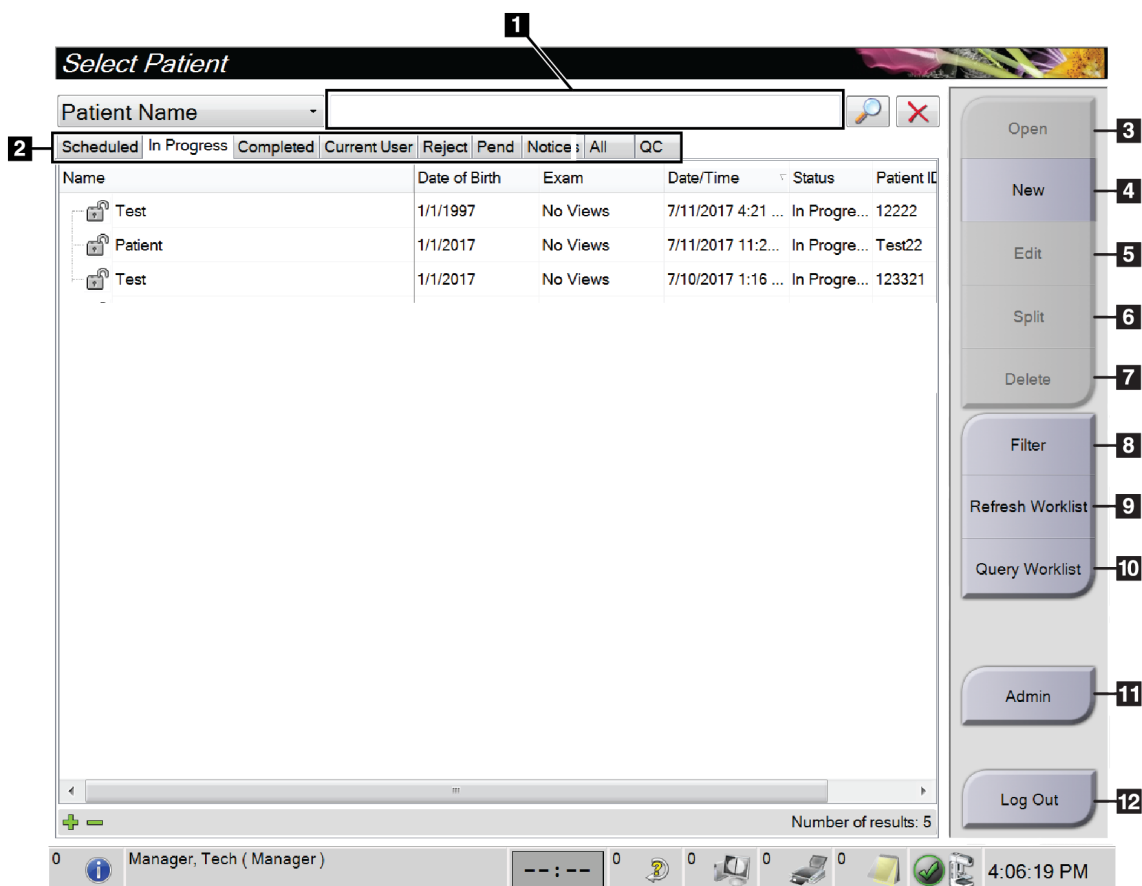 1
Select Patient
Patient Name
2
Scheduled In Progress Completed Current User Reject Pend Notices All QC
Name Date of Birth Exam Date/Time Status Patient ID
Test 1/1/1997 No Views 7/11/2017 4:21 ... In Progre... 12222
Patient 1/1/2017 No Views 7/11/2017 11:2... In Progre... Test22
Test 1/1/2017 No Views 7/10/2017 1:16 ... In Progre... 123321
Number of results: 5
Open 3
New 4
Edit 5
Split 6
Delete 7
Filter 8
Refresh Worklist 9
Query Worklist 10
Admin 11
Log Out 12
0 Manager, Tech ( Manager ) --:-- 0 0 0 0 4:06:19 PM